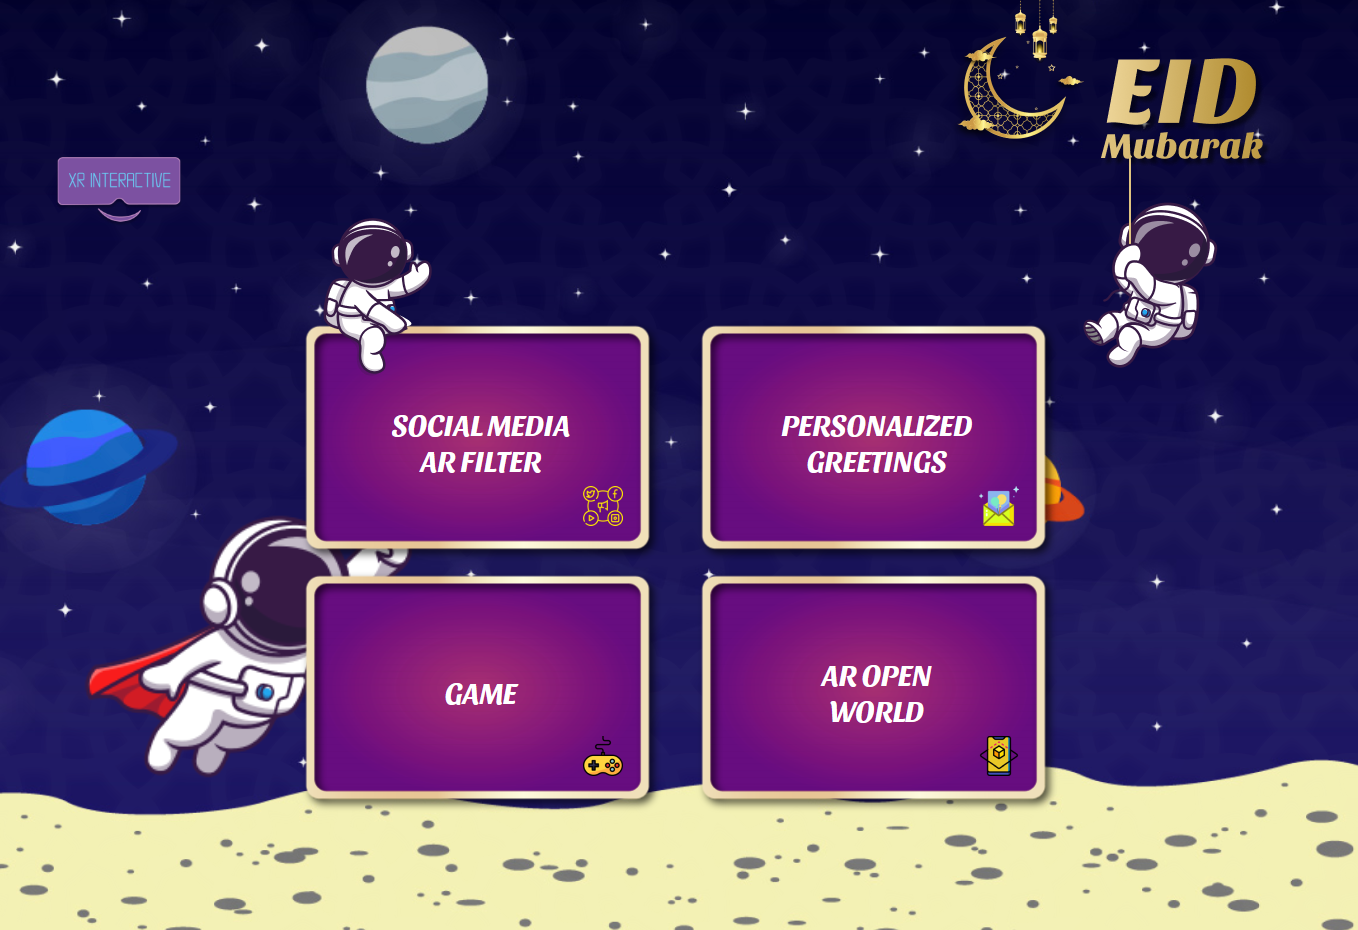 EID
Mubarak
XR INTERACTIVE
SOCIAL MEDIA
AR FILTER
PERSONALIZED
GREETINGS
GAME
AR OPEN
WORLD